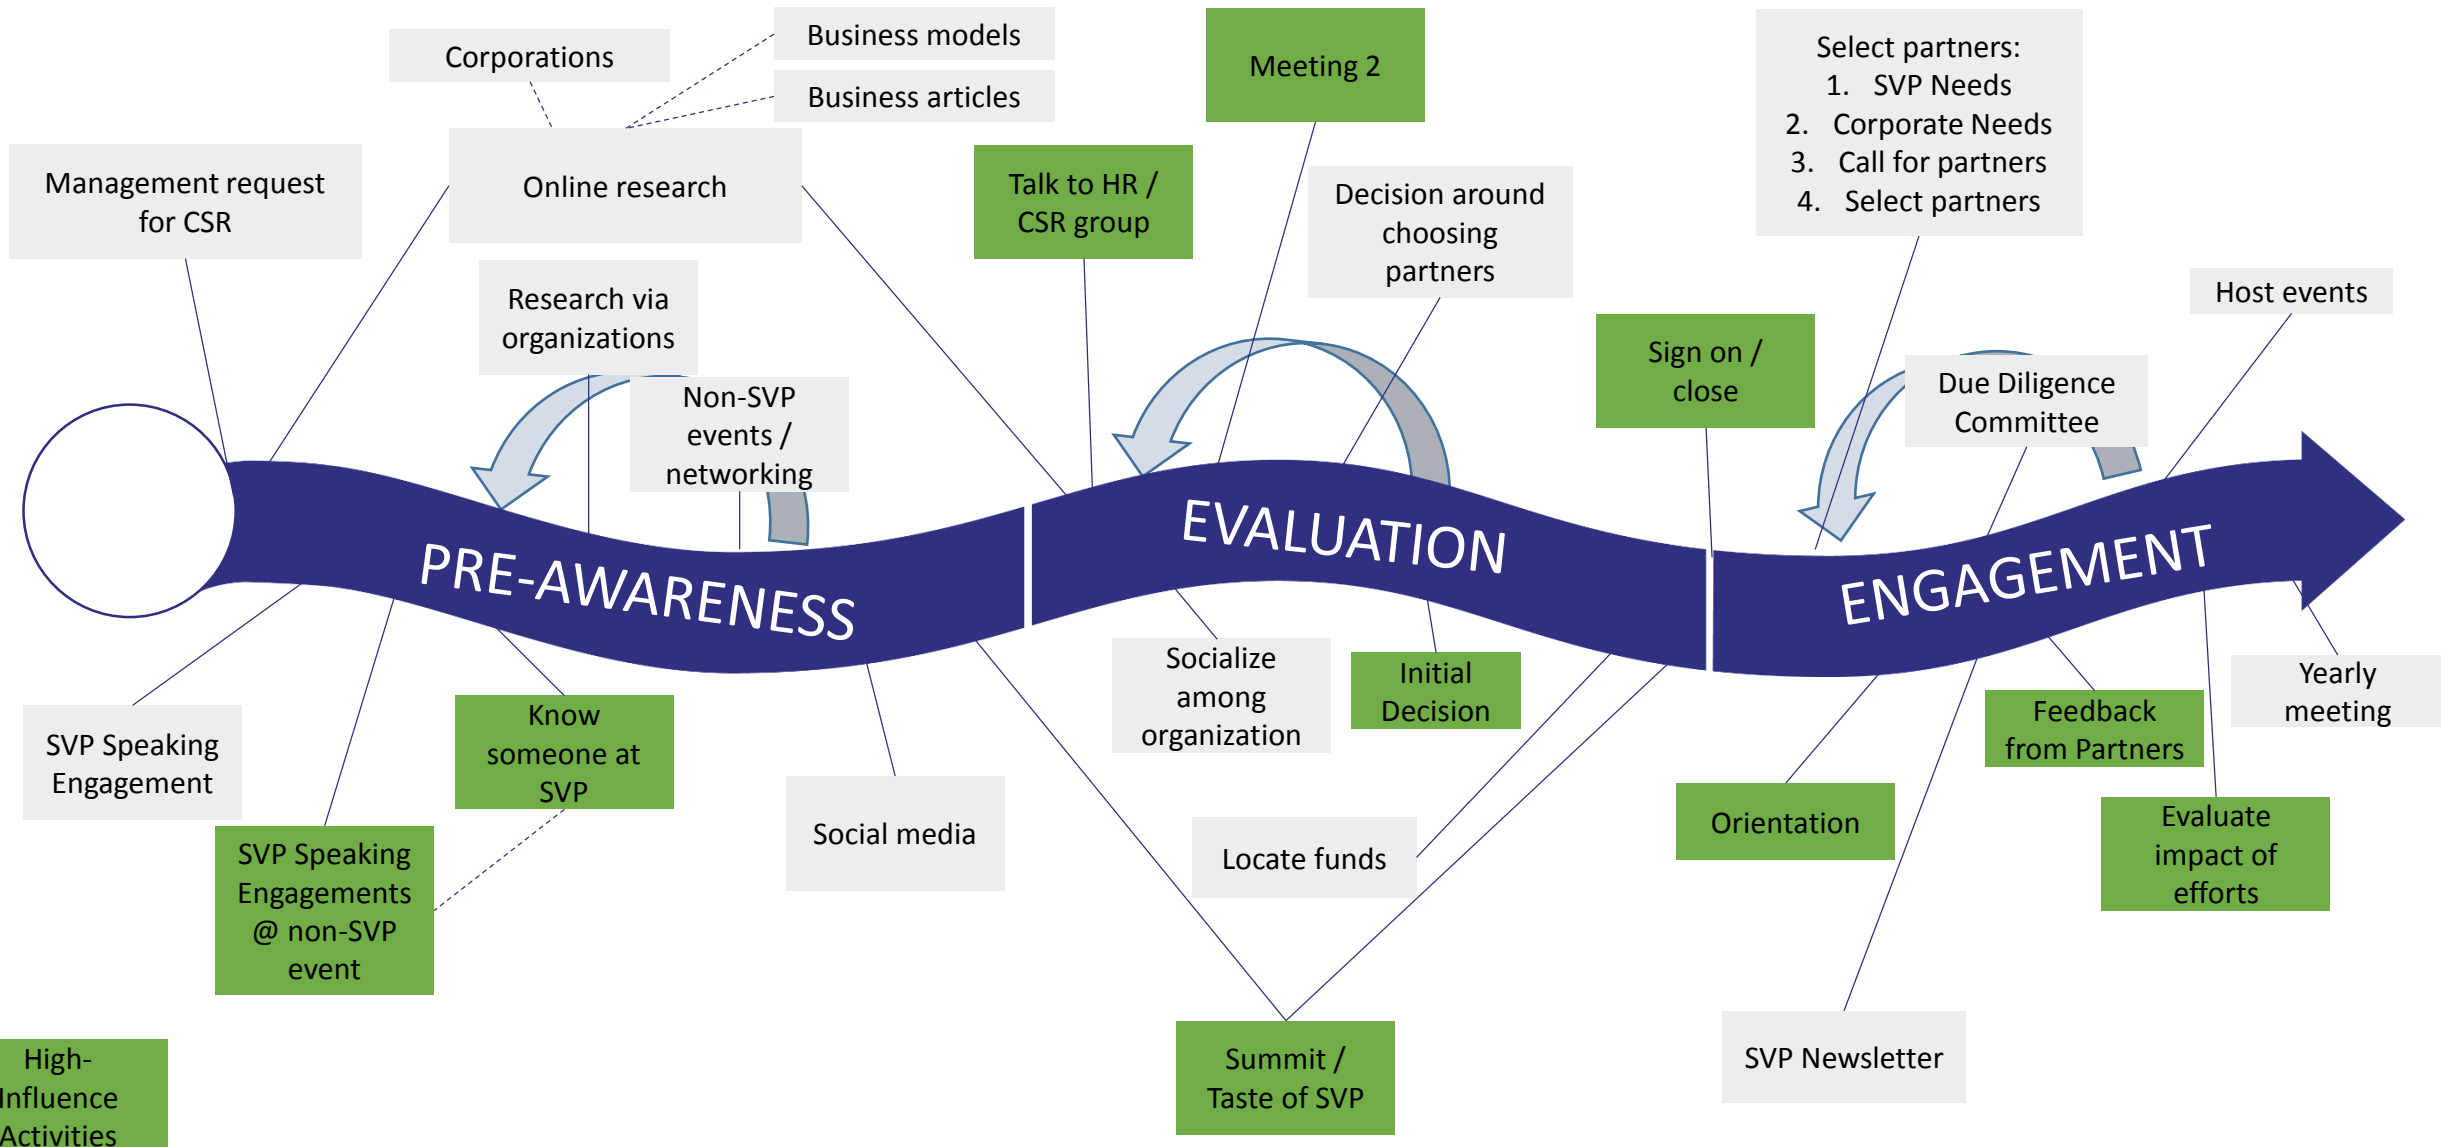 Corporations
Business models
Business articles
Management request
for CSR
Online research
Research via
organizations
Non-SVP
events /
networking
Talk to HR /
CSR group
Meeting 2
Decision around
choosing
partners
Select partners:
1. SVP Needs
2. Corporate Needs
3. Call for partners
4. Select partners
Sign on /
close
Due Diligence
Committee
Host events
PRE-AWARENESS
EVALUATION
ENGAGEMENT
SVP Speaking
Engagement
SVP Speaking
Engagements
@ non-SVP
event
Know
someone at
SVP
Social media
Socialize
among
organization
Initial
Decision
Locate funds
Summit /
Taste of SVP
Orientation
SVP Newsletter
Feedback
from Partners
Evaluate
impact of
efforts
Yearly
meeting
High-
Influence
Activities